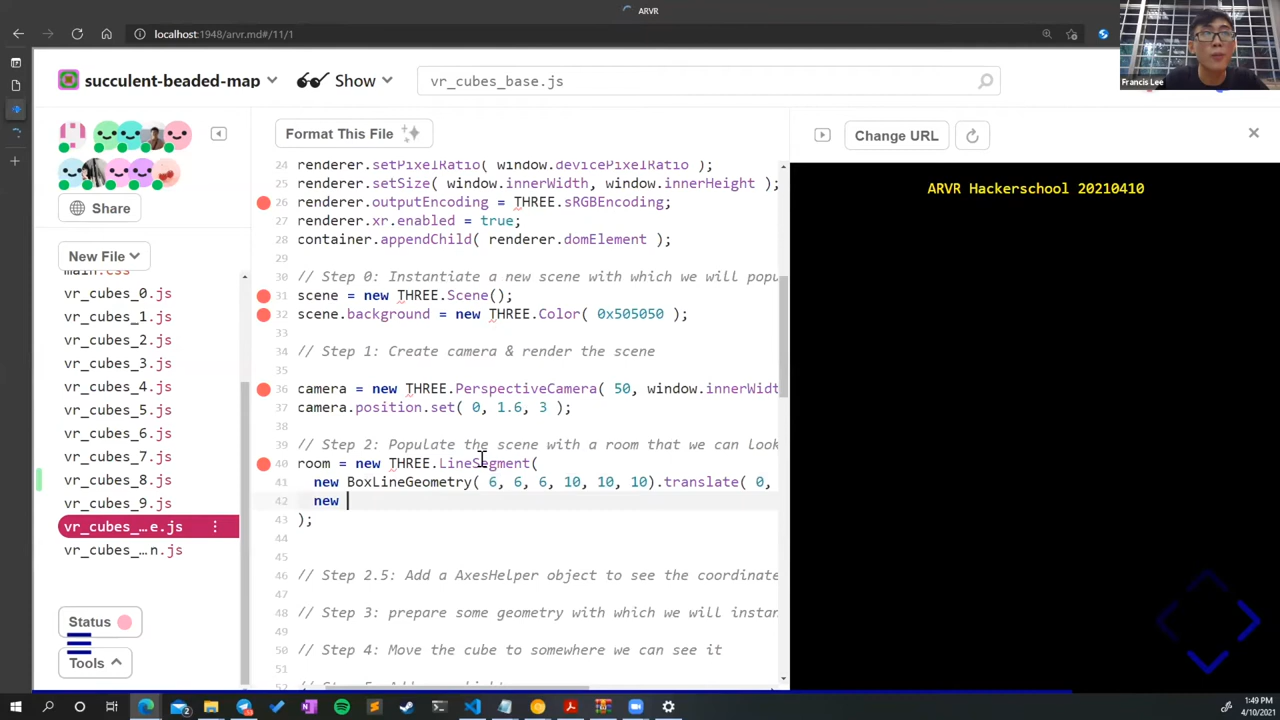 ARVR
localhost:1948/arvr.md#/11/1
Francis Lee
succulent-beaded-map
Show
vr_cubes_base.js
Format This File
Change URL
Share
New File
main.css
vr_cubes_0.js
vr_cubes_1.js
vr_cubes_2.js
vr_cubes_3.js
vr_cubes_4.js
vr_cubes_5.js
vr_cubes_6.js
vr_cubes_7.js
vr_cubes_8.js
vr_cubes_9.js
vr_cubes_…e.js
vr_cubes_…n.js
Status
Tools
24 renderer.setPixelRatio( window.devicePixelRatio );
25 renderer.setSize( window.innerWidth, window.innerHeight );
26 renderer.outputEncoding = THREE.sRGBEncoding;
27 renderer.xr.enabled = true;
28 container.appendChild( renderer.domElement );
29
30 // Step 0: Instantiate a new scene with which we will popu
31 scene = new THREE.Scene();
32 scene.background = new THREE.Color( 0x505050 );
33
34 // Step 1: Create camera & render the scene
36 camera = new THREE.PerspectiveCamera( 50, window.innerWidt
37 camera.position.set( 0, 1.6, 3 );
38
39 // Step 2: Populate the scene with a room that we can look
40 room = new THREE.LineSegment(
41 new BoxLineGeometry( 6, 6, 6, 10, 10, 10).translate( 0,
42 new
43 );
44
45
46 // Step 2.5: Add a AxesHelper object to see the coordinate
47
48 // Step 3: prepare some geometry with which we will instan
49
50 // Step 4: Move the cube to somewhere we can see it
51
ARVR Hackerschool 20210410
1:49 PM
4/10/2021